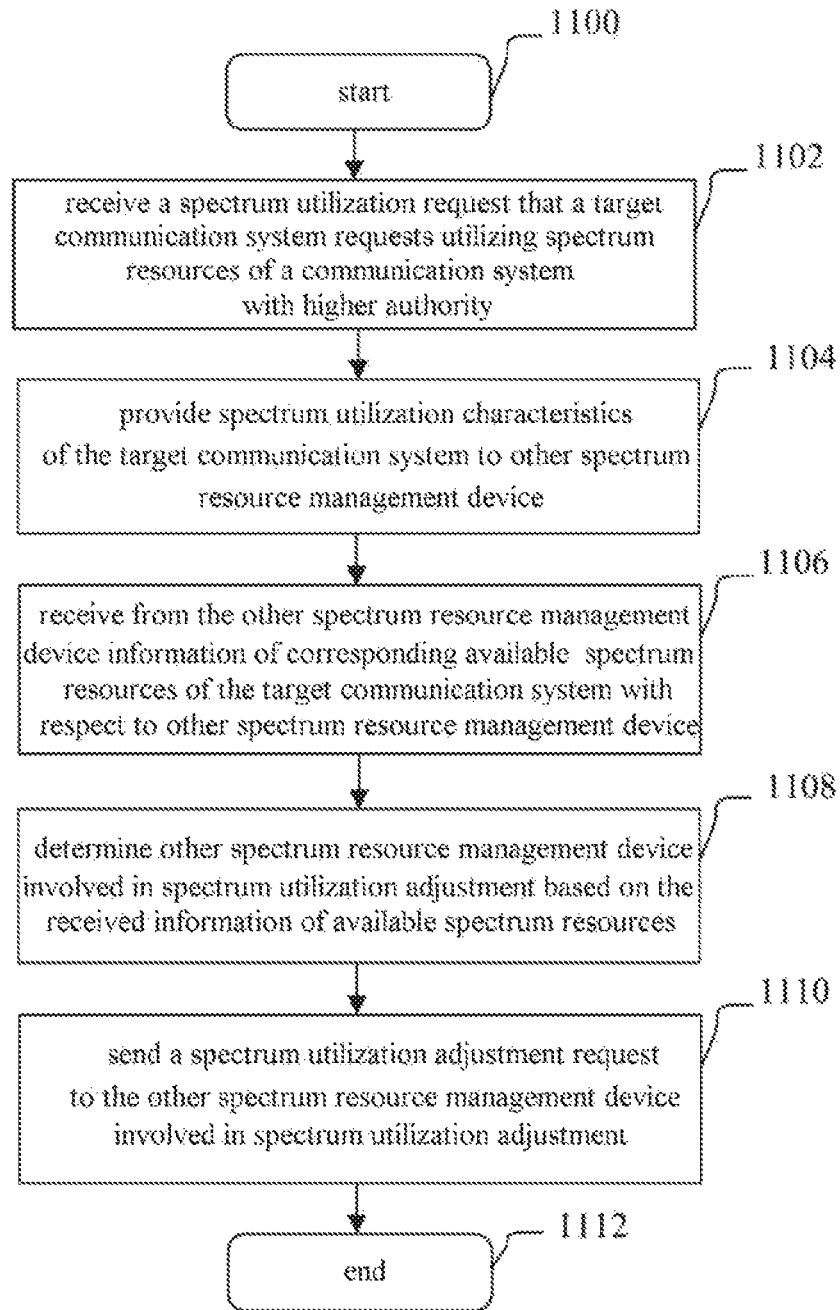 1100
start
1102
receive a spectrum utilization request that a target
communication system requests utilizing spectrum
resources of a communication system
with higher authority
1104
provide spectrum utilization characteristics
of the target communication system to other spectrum
resource management device
1106
receive from the other spectrum resource management
device information of corresponding available spectrum
resources of the target communication system with
respect to other spectrum resource management device
1108
determine other spectrum resource management device
involved in spectrum utilization adjustment based on the
received information of available spectrum resources
1110
send a spectrum utilization adjustment request
to the other spectrum resource management device
involved in spectrum utilization adjustment
1112
end